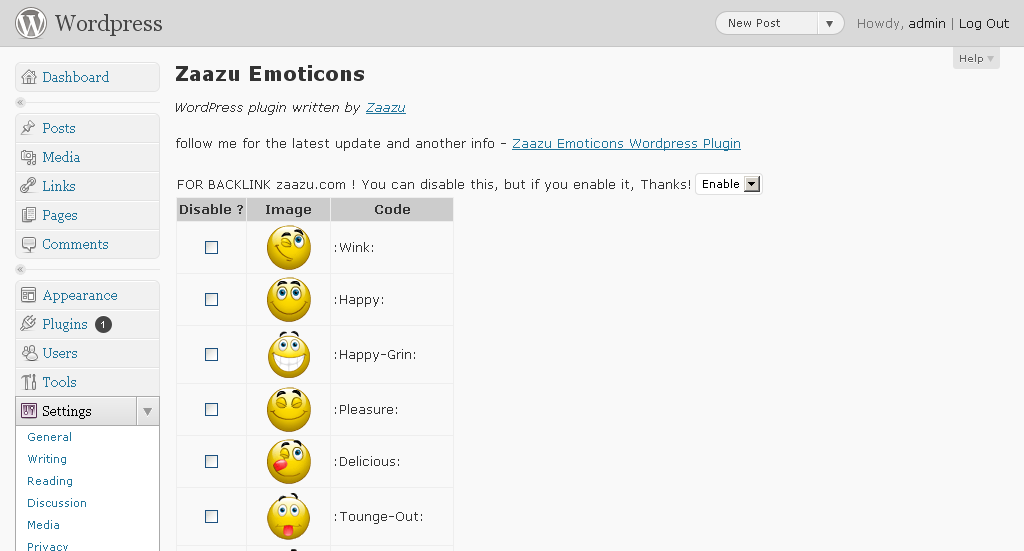 Wordpress
New Post
Howdy, admin | Log Out
Help
Dashboard
Posts
Media
Links
Pages
Comments
Appearance
Plugins 1
Users
Tools
Settings
General
Writing
Reading
Discussion
Media
Privacy
Zaazu Emoticons
WordPress plugin written by Zaazu
follow me for the latest update and another info - Zaazu Emoticons Wordpress Plugin
FOR BACKLINK zaazu.com ! You can disable this, but if you enable it, Thanks! Enable
Disable ? Image Code
:Wink:
:Happy:
:Happy-Grin:
:Pleasure:
:Delicious:
:Tounge-Out: